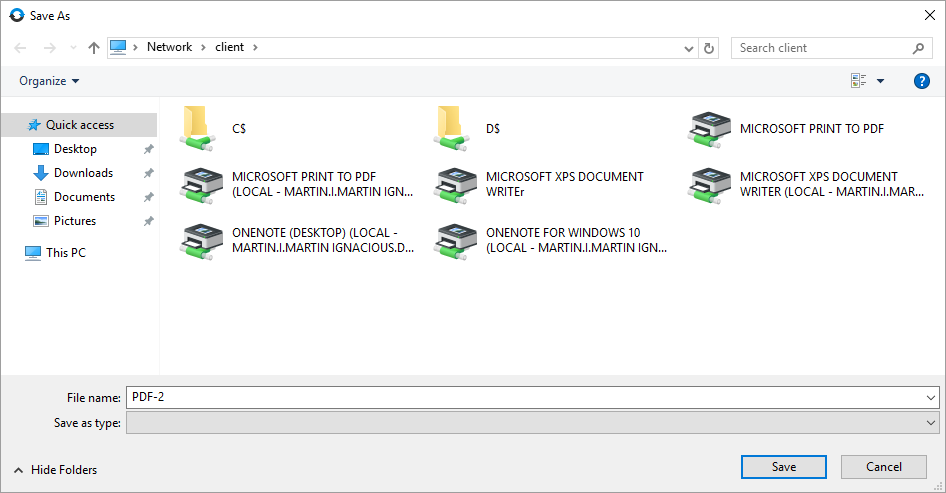 Save As
Network
client
Search client
Organize
?
Quick access
Desktop
Downloads
Documents
Pictures
This PC
C$
D$
MICROSOFT PRINT TO PDF
MICROSOFT PRINT TO PDF
(LOCAL - MARTIN.I.MARTIN IGN...
MICROSOFT XPS DOCUMENT
WRITEr
MICROSOFT XPS DOCUMENT
WRITER (LOCAL - MARTIN.I.MAR...
ONENOTE (DESKTOP) (LOCAL -
MARTIN.I.MARTIN IGNACIOUS.D...
ONENOTE FOR WINDOWS 10
(LOCAL - MARTIN.I.MARTIN IGN...
File name: PDF-2
Save as type:
Hide Folders
Save
Cancel